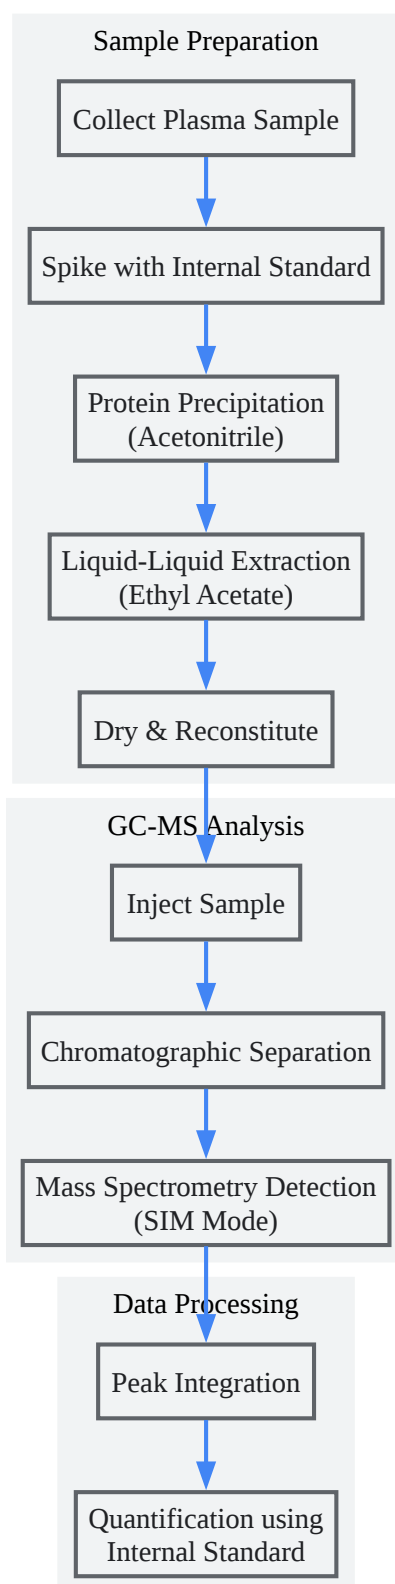 Sample Preparation
Collect Plasma Sample
Spike with Internal Standard
Protein Precipitation
(Acetonitrile)
Liquid-Liquid Extraction
(Ethyl Acetate)
Dry & Reconstitute
GC-MS Analysis
Inject Sample
Chromatographic Separation
Mass Spectrometry Detection
(SIM Mode)
Data Processing
Peak Integration
Quantification using
Internal Standard